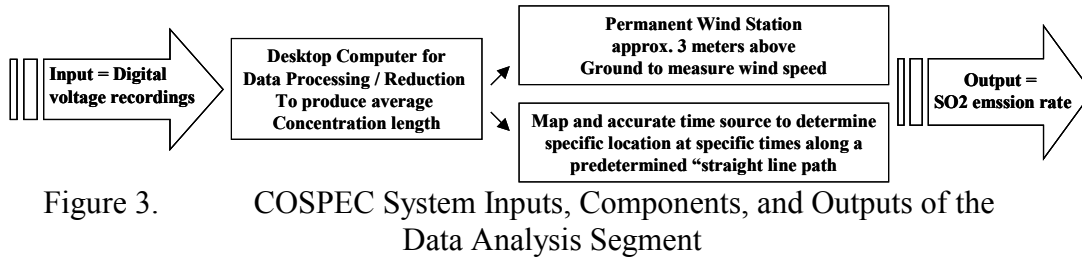 Input = Digital
voltage recordings
Desktop Computer for
Data Processing / Reduction
To produce average
Concentration length
Permanent Wind Station
approx. 3 meters above
Ground to measure wind speed
Map and accurate time source to determine
specific location at specific times along a
predetermined “straight line path
Output =
SO2 emssion rate
Figure 3. COSPEC System Inputs, Components, and Outputs of the
Data Analysis Segment